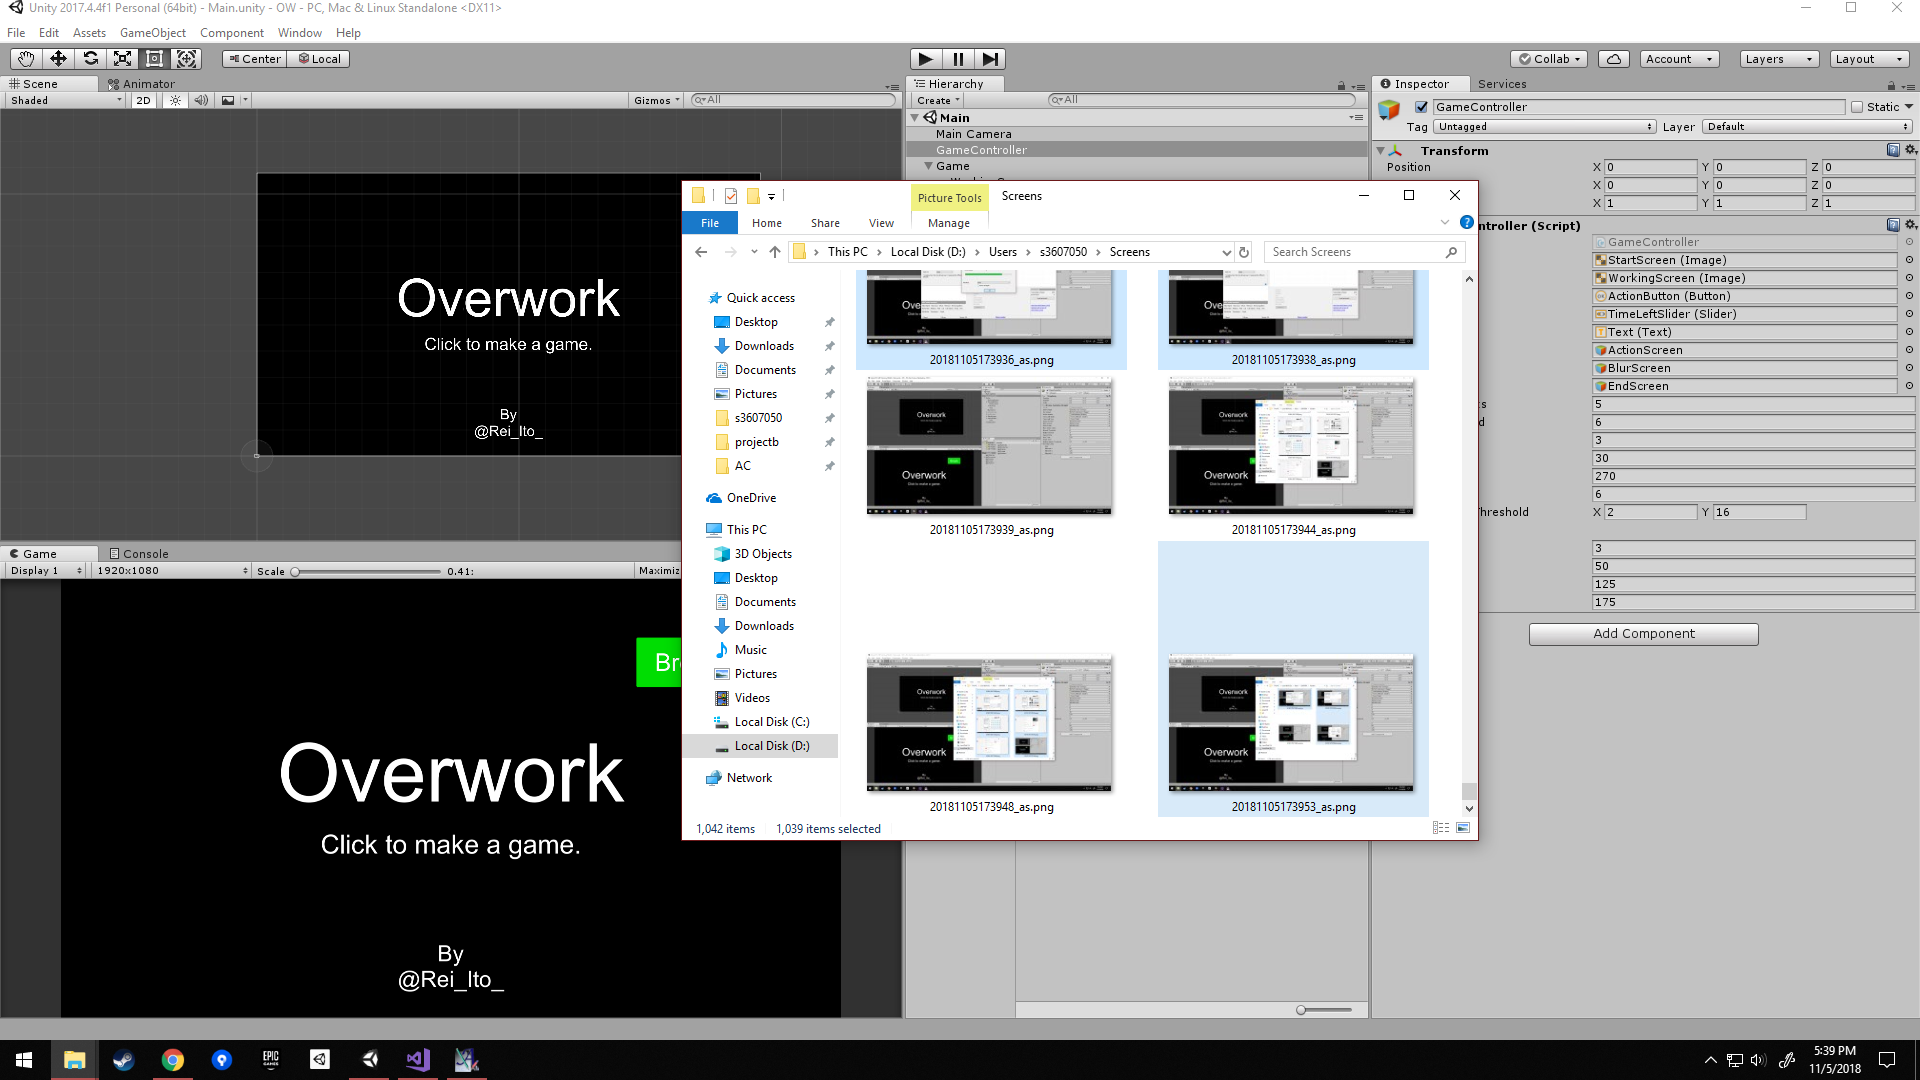 Unity 2017.4.4f1 Personal (64bit) - Main.unity - OW - PC, Mac & Linux Standalone <DX11>
File Edit Assets GameObject Component Window Help
Center Local
Collab Account Layers Layout
Scene Animator
Shaded 2D Gizmos All
Hierarchy
Create All
Main
Main Camera
GameController
Game
Inspector Services
GameController Static
Tag Untagged Layer Default
Transform
Position X 0 Y 0 Z 0
X 0 Y 0 Z 0
X 1 Y 1 Z 1
ntroller (Script)
GameController
StartScreen (Image)
WorkingScreen (Image)
ActionButton (Button)
TimeLeftSlider (Slider)
Text (Text)
ActionScreen
BlurScreen
EndScreen
5
6
3
30
270
6
hreshold X 2 Y 16
3
50
125
175
Add Component
Overwork
Click to make a game.
By
@Rei_Ito_
Game Console
Display 1 1920x1080 Scale 0.41: Maximiz
Br
Overwork
Click to make a game.
By
@Rei_Ito_
Picture Tools Screens
File Home Share View Manage
This PC Local Disk (D:) Users s3607050 Screens Search Screens
Quick access
Desktop
Downloads
Documents
Pictures
s3607050
projectb
AC
OneDrive
This PC
3D Objects
Desktop
Documents
Downloads
Music
Pictures
Videos
Local Disk (C:)
Local Disk (D:)
Network
20181105173936_as.png 20181105173938_as.png
20181105173939_as.png 20181105173944_as.png
20181105173948_as.png 20181105173953_as.png
1,042 items 1,039 items selected
EPIC GAMES
5:39 PM
11/5/2018